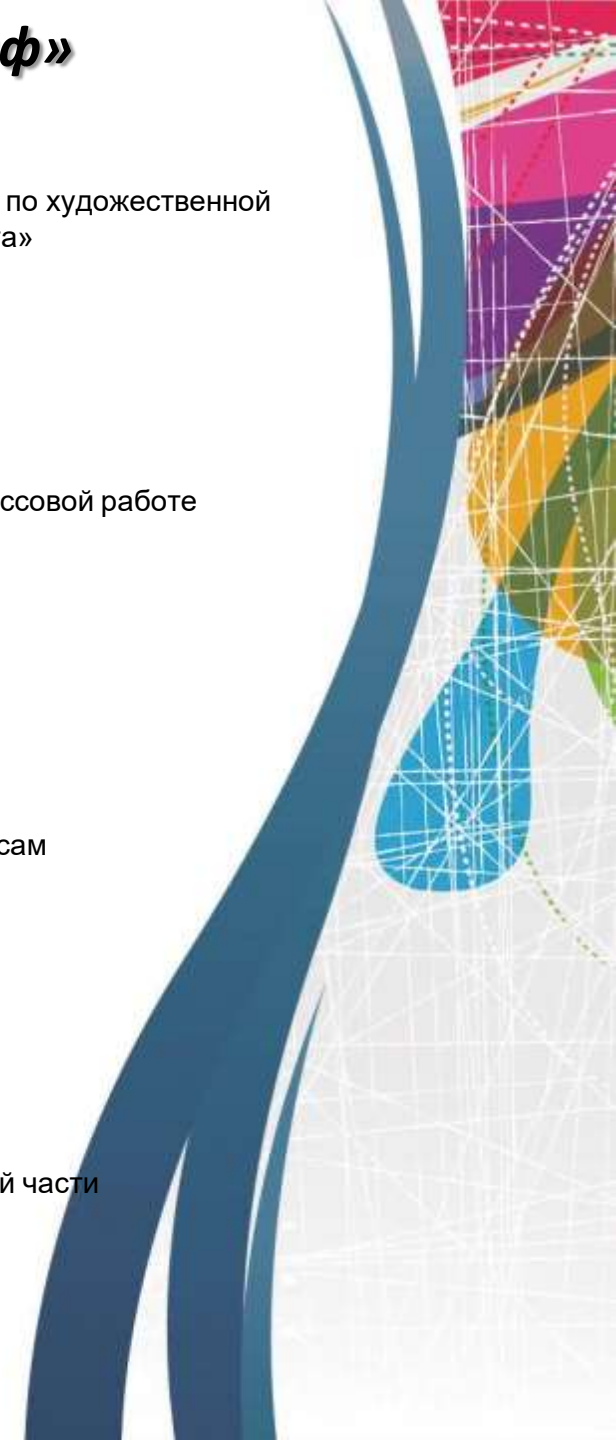 ф»
по художественной
а»
ссовой работе
сам
й части